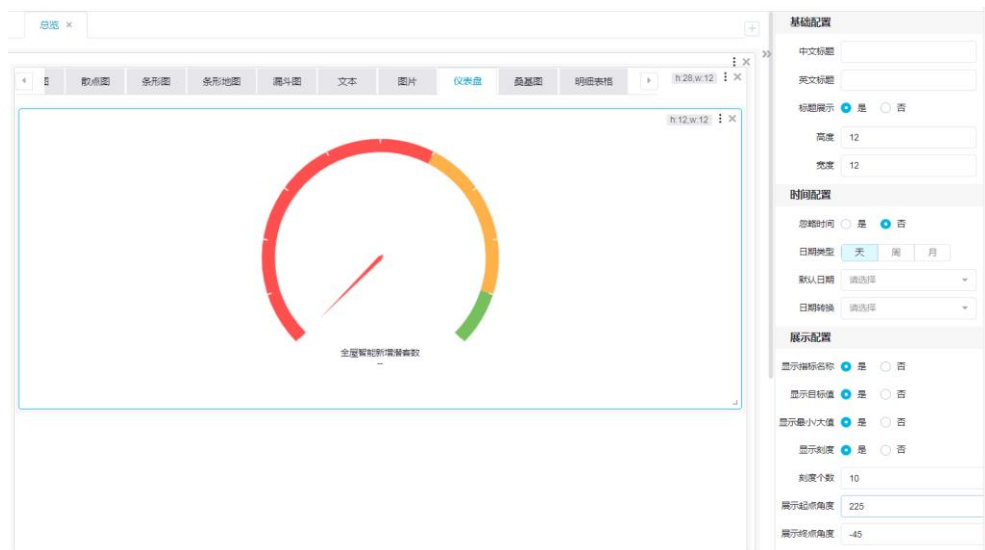 总览 ×
散点图 条形图 条形地图 漏斗图 文本 图片 仪表盘 桑基图 明细表格
h:28,w:12
h:12,w:12
全屋智能新增潜客数
--
基础配置
中文标题
英文标题
标题展示 是 否
高度 12
宽度 12
时间配置
忽略时间 是 否
日期类型 天 周 月
默认日期 请选择
日期转换 请选择
展示配置
显示指标名称 是 否
显示目标值 是 否
显示最小/大值 是 否
显示刻度 是 否
刻度个数 10
展示起点角度 225
展示终点角度 -45